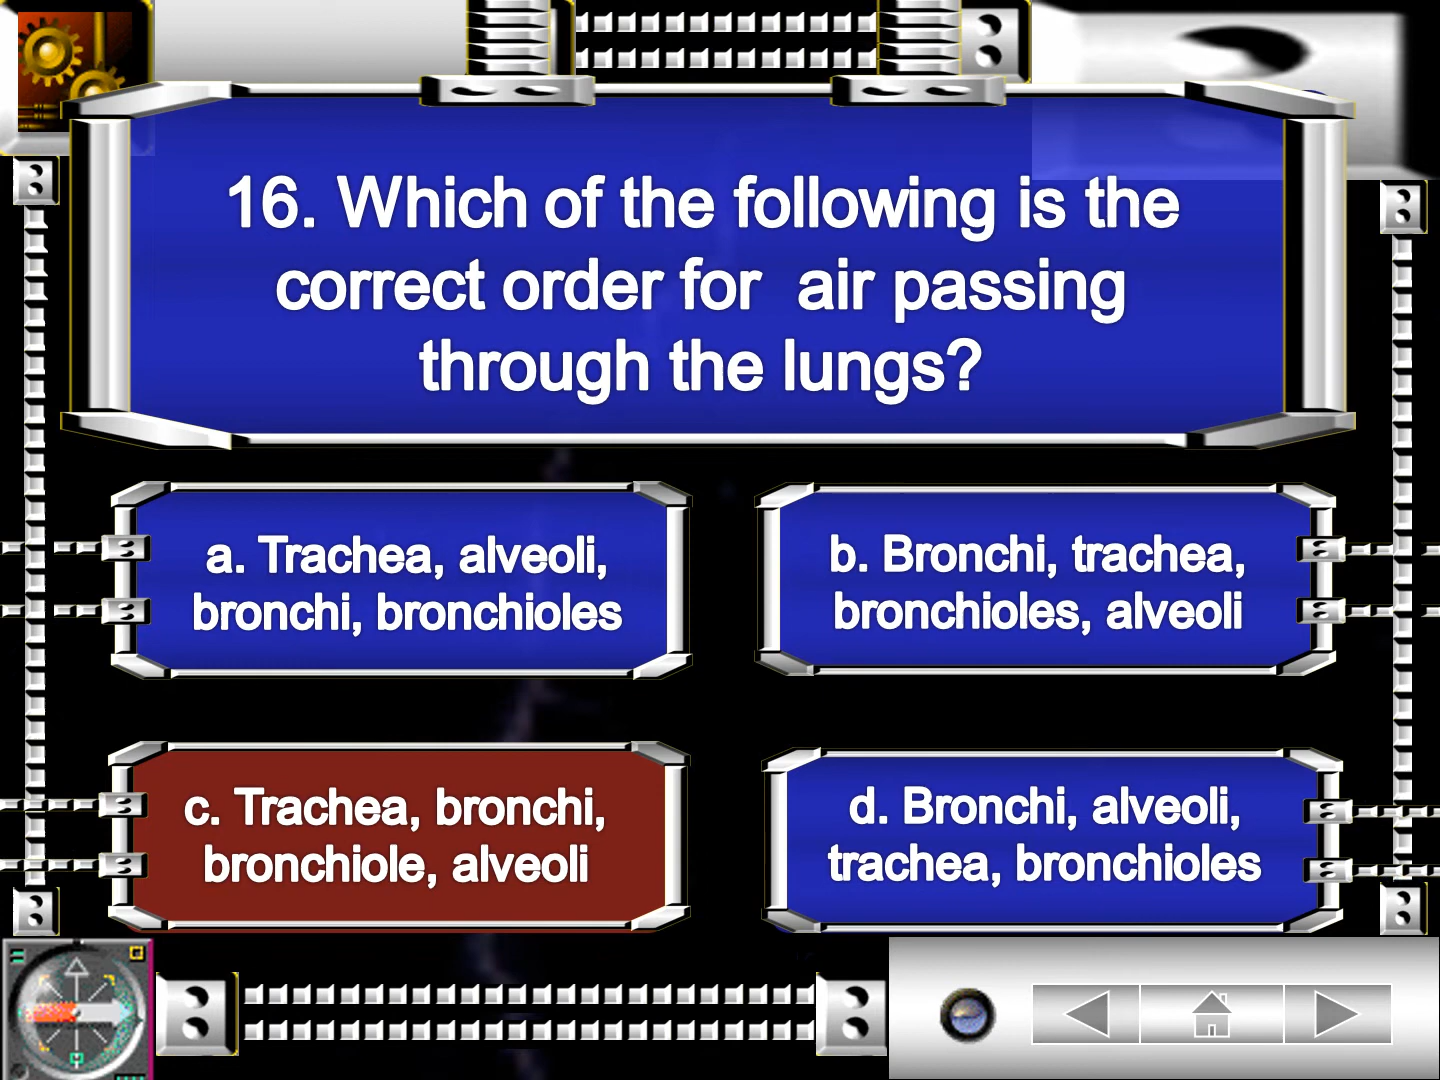 16. Which of the following is the
correct order for  air passing
through the lungs?
a. Trachea, alveoli,
bronchi, bronchioles
b. Bronchi, trachea,
bronchioles, alveoli
c. Trachea, bronchi,
bronchiole, alveoli
d. Bronchi, alveoli,
trachea, bronchioles